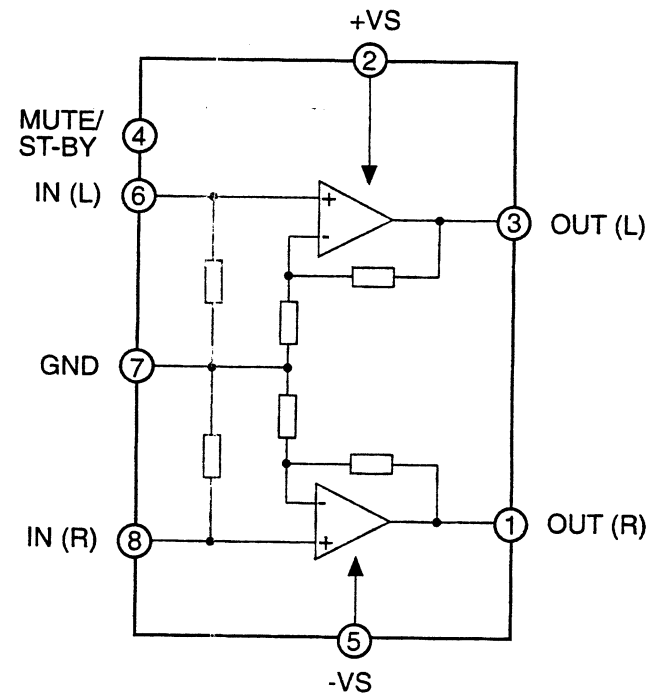 +VS
2
MUTE/
ST-BY
4
IN (L)
6
+
-
3
OUT (L)
GND
7
-
+
IN (R)
8
1
OUT (R)
5
-VS